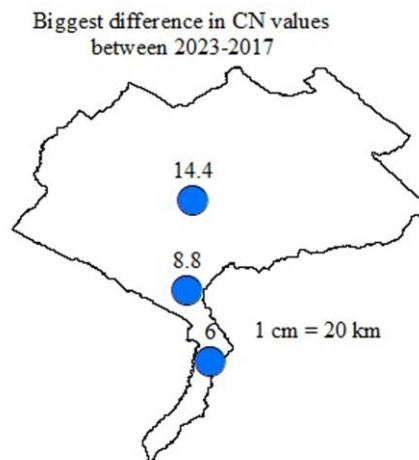 Biggest difference in CN values
between 2023-2017
14.4
8.8
6
1 cm = 20 km